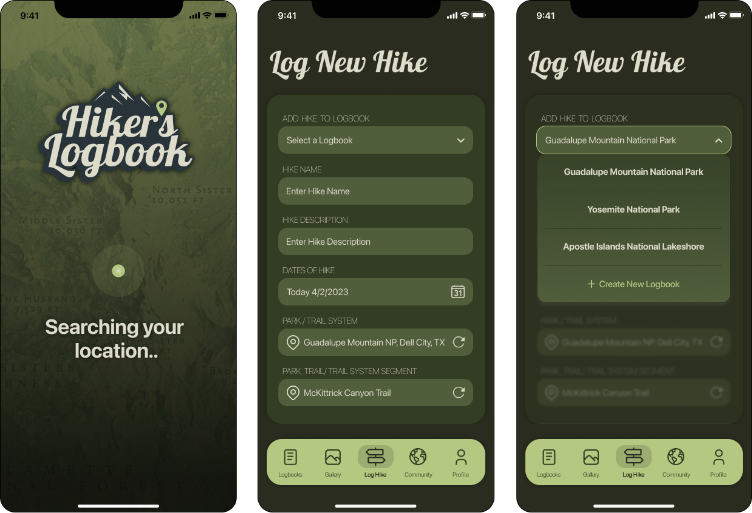 9:41
Hiker's
Logbook
NORTH SISTER
10,052 FT
MIDDLE SISTER
10,056 FT
THE HUSBAND
7,520
Searching your
location..
9:41
Log New Hike
ADD HIKE TO LOGBOOK
Select a Logbook
HIKE NAME
Enter Hike Name
HIKE DESCRIPTION
Enter Hike Description
DATES OF HIKE
Today 4/2/2023
31
PARK / TRAIL SYSTEM
Guadalupe Mountain NP, Dell City, TX
PARK TRAIL/ TRAIL SYSTEM SEGMENT
McKittrick Canyon Trail
Logbooks
Gallery
Log Hike
Community
Profile
9:41
Log New Hike
ADD HIKE TO LOGBOOK
Guadalupe Mountain National Park
Guadalupe Mountain National Park
Yosemite National Park
Apostle Islands National Lakeshore
+ Create New Logbook
PARK / TRAIL SYSTEM
Guadalupe Mountain NP, Dell City, TX
PARK TRAIL/ TRAIL SYSTEM SEGMENT
McKittrick Canyon Trail
Logbooks
Gallery
Log Hike
Community
Profile